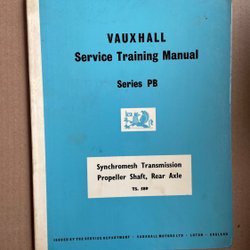 VAUXHALL
Service Training Manual
Series PB
Synchromesh Transmission
Propeller Shaft, Rear Axle
TS. 589
ISSUED BY THE SERVICE DEPARTMENT - VAUXHALL MOTORS LTD - LUTON - ENGLAND